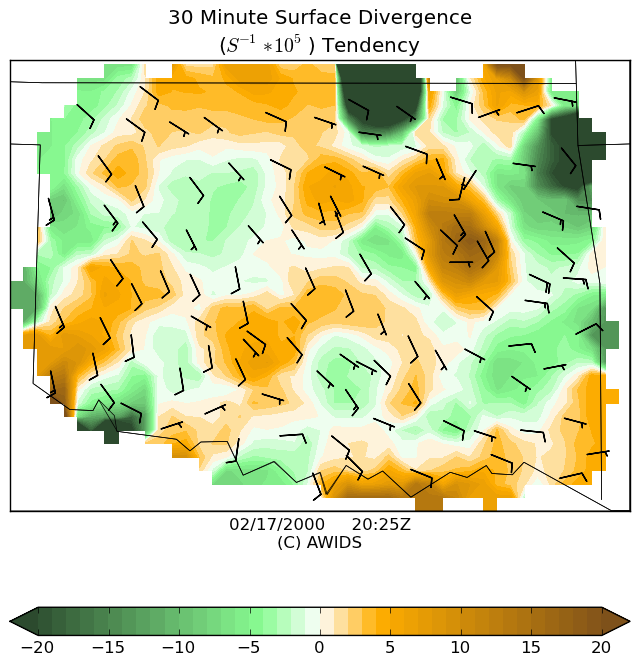 30 Minute Surface Divergence
(S⁻¹ * 10⁵ ) Tendency
02/17/2000 20:25Z
(C) AWIDS
−20 −15 −10 −5 0 5 10 15 20